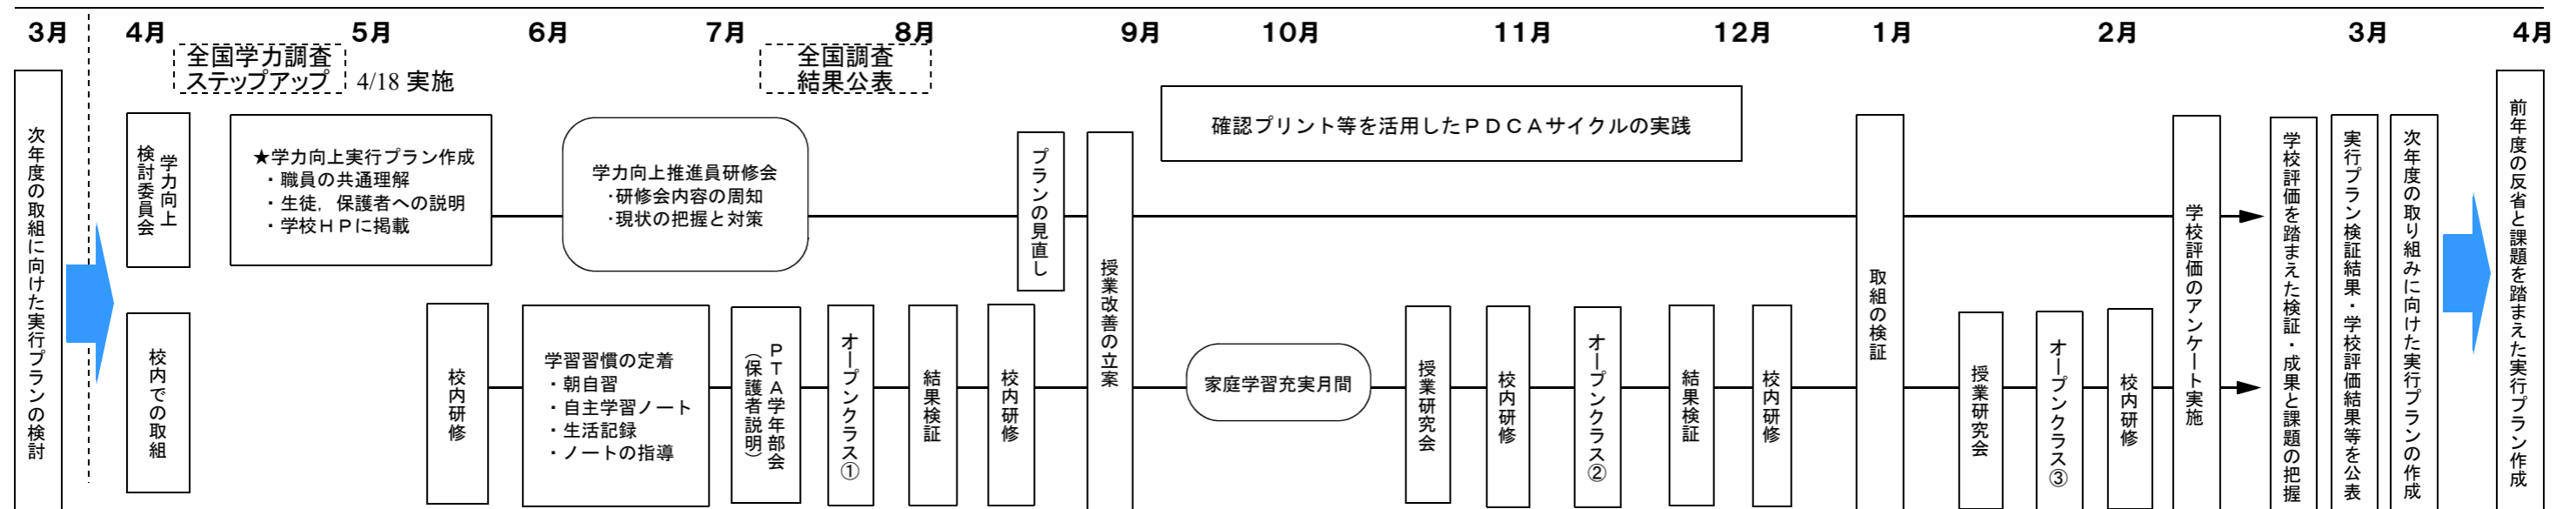 3月
4月
5月
6月
7月
8月
9月
10月
11月
12月
1月
2月
3月
4月
全国学力調査
ステップアップ
4/18 実施
全国調査
結果公表
次年度の取組に向けた実行プランの検討
学力向上
検討委員会
★学力向上実行プラン作成
・職員の共通理解
・生徒，保護者への説明
・学校ＨＰに掲載
学力向上推進員研修会
・研修会内容の周知
・現状の把握と対策
プランの見直し
授業改善の立案
確認プリント等を活用したＰＤＣＡサイクルの実践
取組の検証
学校評価のアンケート実施
学校評価を踏まえた検証・成果と課題の把握
実行プラン検証結果・学校評価結果等を公表
次年度の取り組みに向けた実行プランの作成
前年度の反省と課題を踏まえた実行プラン作成
校内での取組
校内研修
学習習慣の定着
・朝自習
・自主学習ノート
・生活記録
・ノートの指導
ＰＴＡ学年部会
（保護者説明）
オープンクラス①
結果検証
校内研修
家庭学習充実月間
授業研究会
校内研修
オープンクラス②
結果検証
校内研修
授業研究会
オープンクラス③
校内研修